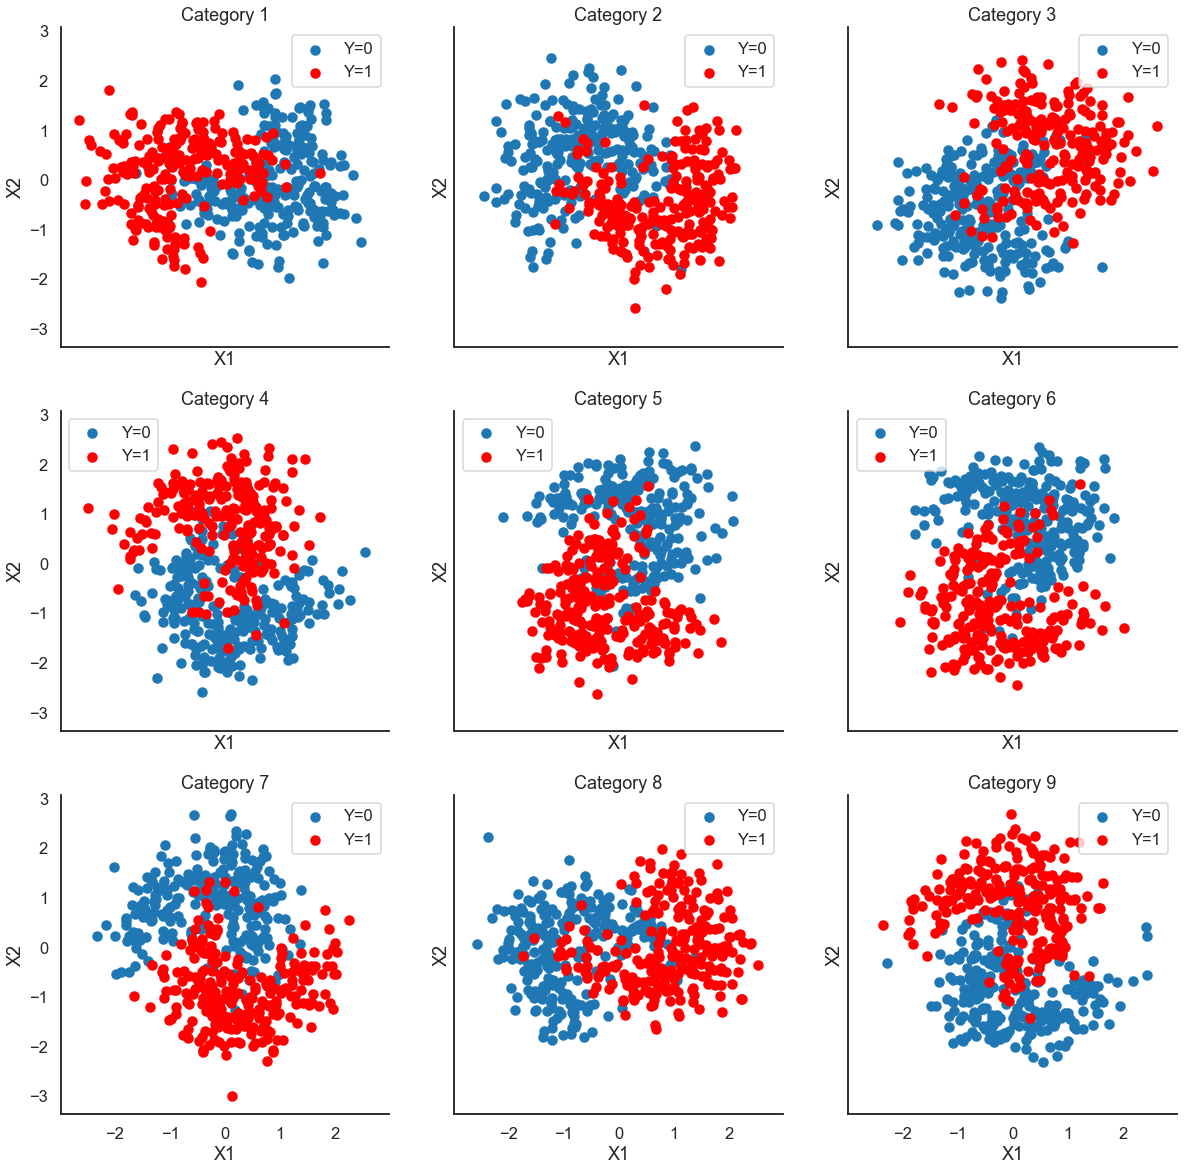 Category 1
Category 2
Category 3
3
2
1
0
−1
−2
−3
X2
X2
X2
Y=0
Y=1
Y=0
Y=1
Y=0
Y=1
X1
X1
X1
Category 4
Category 5
Category 6
3
2
1
0
−1
−2
−3
X2
X2
X2
Y=0
Y=1
Y=0
Y=1
Y=0
Y=1
X1
X1
X1
Category 7
Category 8
Category 9
3
2
1
0
−1
−2
−3
X2
X2
X2
Y=0
Y=1
Y=0
Y=1
Y=0
Y=1
−2 −1 0 1 2
−2 −1 0 1 2
−2 −1 0 1 2
X1
X1
X1